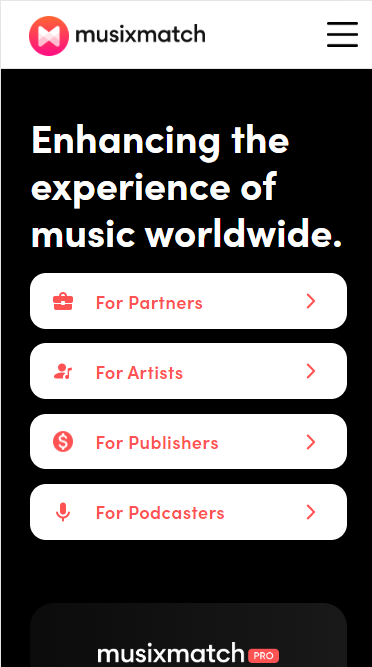 musixmatch
Enhancing the
experience of
music worldwide.
For Partners
For Artists
For Publishers
For Podcasters
musixmatch PRO